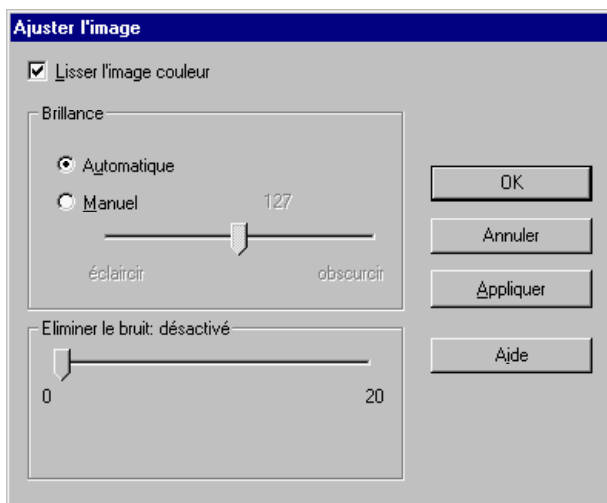 Ajuster l'image
Lisser l'image couleur
Brillance
Automatique
Manuel 127
éclaircir obscurcir
OK
Annuler
Appliquer
Aide
Eliminer le bruit: désactivé
0 20